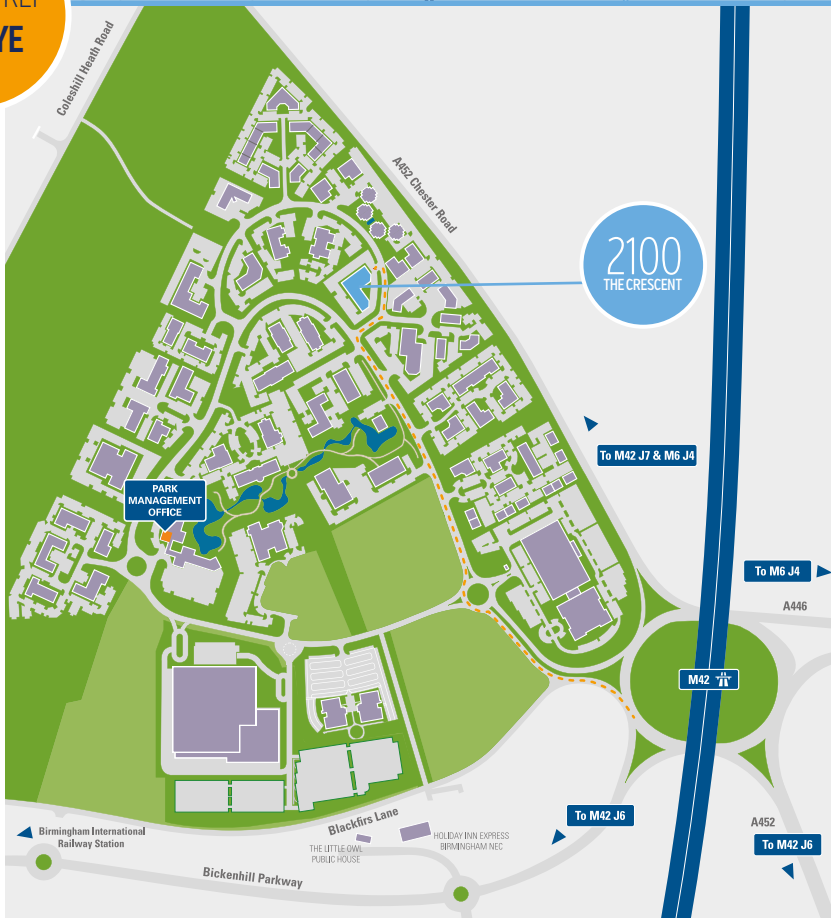 YE
Coleshill Heath Road
A452 Chester Road
2100
THE CRESCENT
To M42 J7 & M6 J4
PARK
MANAGEMENT
OFFICE
To M6 J4
A446
M42
To M42 J6
A452
To M42 J6
Blackfirs Lane
HOLIDAY INN EXPRESS
BIRMINGHAM NEC
THE LITTLE OWL
PUBLIC HOUSE
Birmingham International
Railway Station
Bickenhill Parkway